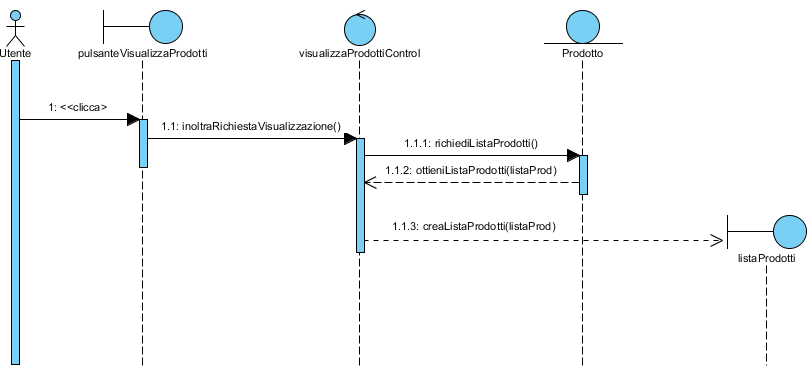 Utente
pulsanteVisualizzaProdotti
visualizzaProdottiControl
Prodotto
1: <<clicca>
1.1: inoltraRichiestaVisualizzazione()
1.1.1: richiediListaProdotti()
1.1.2: ottieniListaProdotti(listaProd)
1.1.3: creaListaProdotti(listaProd)
listaProdotti